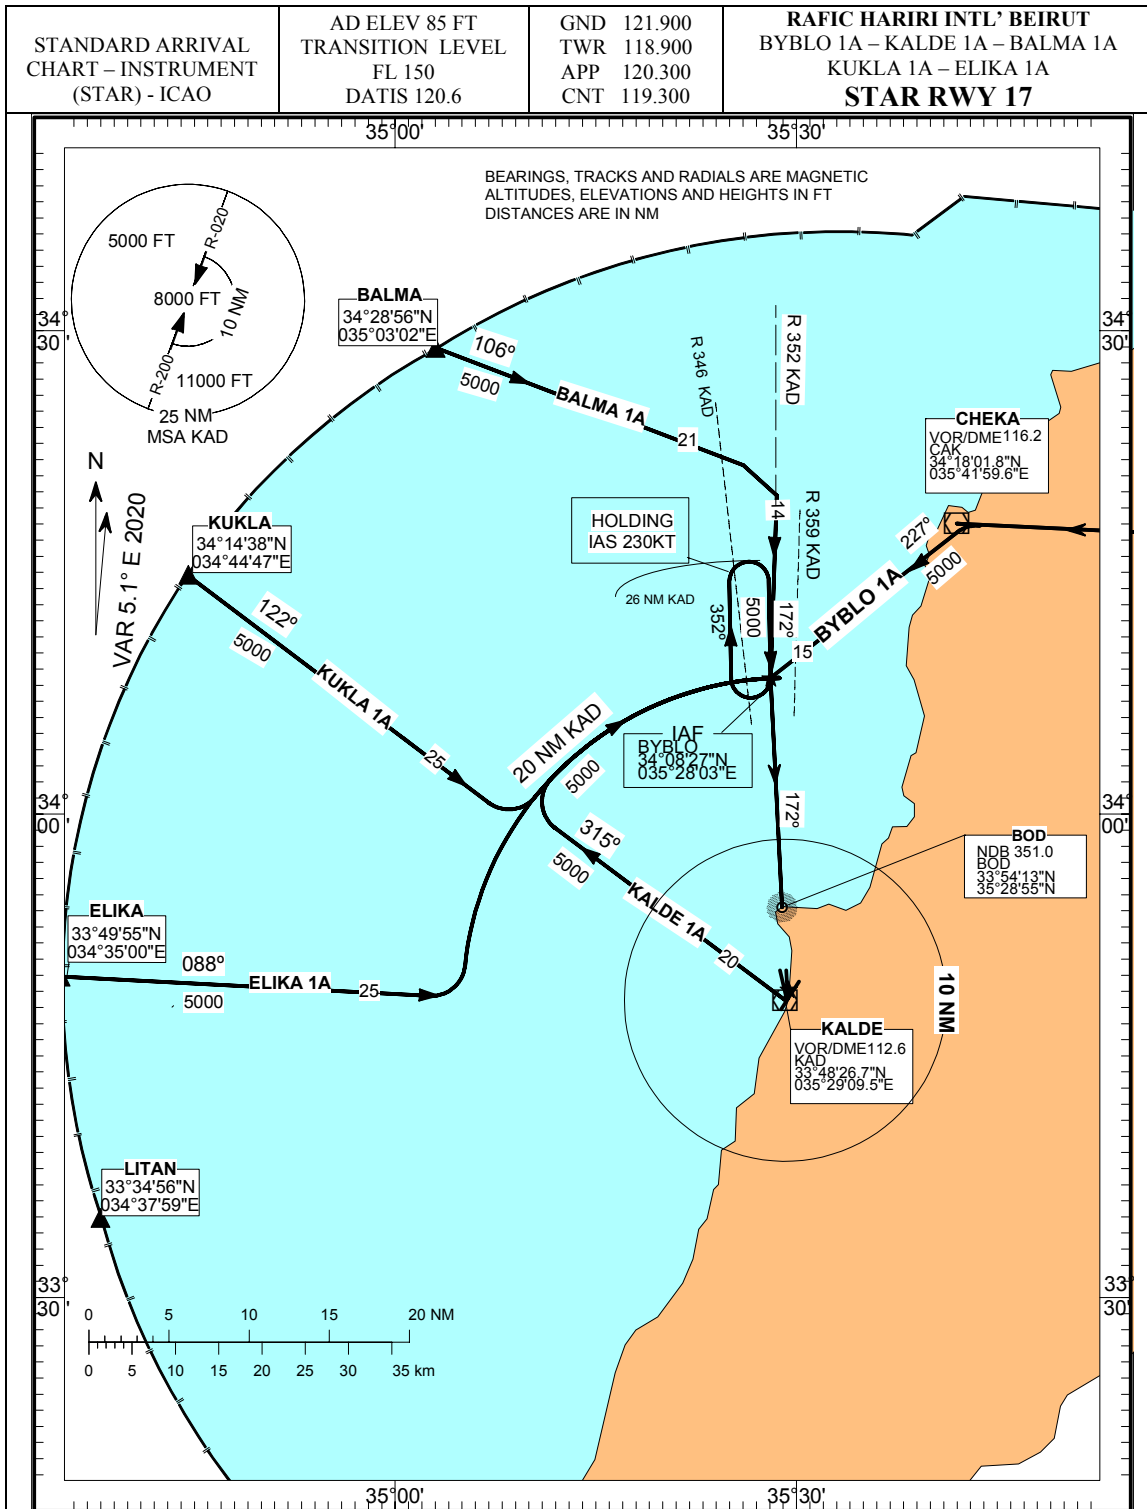 STANDARD ARRIVAL
CHART – INSTRUMENT
(STAR) - ICAO
AD ELEV 85 FT
TRANSITION LEVEL
FL 150
DATIS 120.6
GND 121.900
TWR 118.900
APP 120.300
CNT 119.300
RAFIC HARIRI INTL’ BEIRUT
BYBLO 1A – KALDE 1A – BALMA 1A
KUKLA 1A – ELIKA 1A
STAR RWY 17
35°00'
35°30'
BEARINGS, TRACKS AND RADIALS ARE MAGNETIC
ALTITUDES, ELEVATIONS AND HEIGHTS IN FT
DISTANCES ARE IN NM
5000 FT
R-020
8000 FT
10 NM
R-200
11000 FT
25 NM
MSA KAD
34°
30'
34°
30'
BALMA
34°28'56"N
035°03'02"E
106°
5000
BALMA 1A
21
R 346 KAD
R 352 KAD
CHEKA
VOR/DME116.2
CAK
34°18'01.8"N
035°41'59.6"E
N
VAR 5.1° E 2020
KUKLA
34°14'38"N
034°44'47"E
HOLDING
IAS 230KT
14
R 359 KAD
227°
5000
BYBLO 1A
15
26 NM KAD
352°
5000
172°
122°
5000
KUKLA 1A
25
20 NM KAD
5000
IAF
BYBLO
34°08'27"N
035°28'03"E
34°
00'
34°
00'
172°
315°
5000
KALDE 1A
20
BOD
NDB 351.0
BOD
33°54'13"N
35°28'55"N
ELIKA
33°49'55"N
034°35'00"E
088°
5000
ELIKA 1A
25
10 NM
KALDE
VOR/DME112.6
KAD
33°48'26.7"N
035°29'09.5"E
LITAN
33°34'56"N
034°37'59"E
33°
30'
33°
30'
0 5 10 15 20 NM
0 5 10 15 20 25 30 35 km
35°00'
35°30'